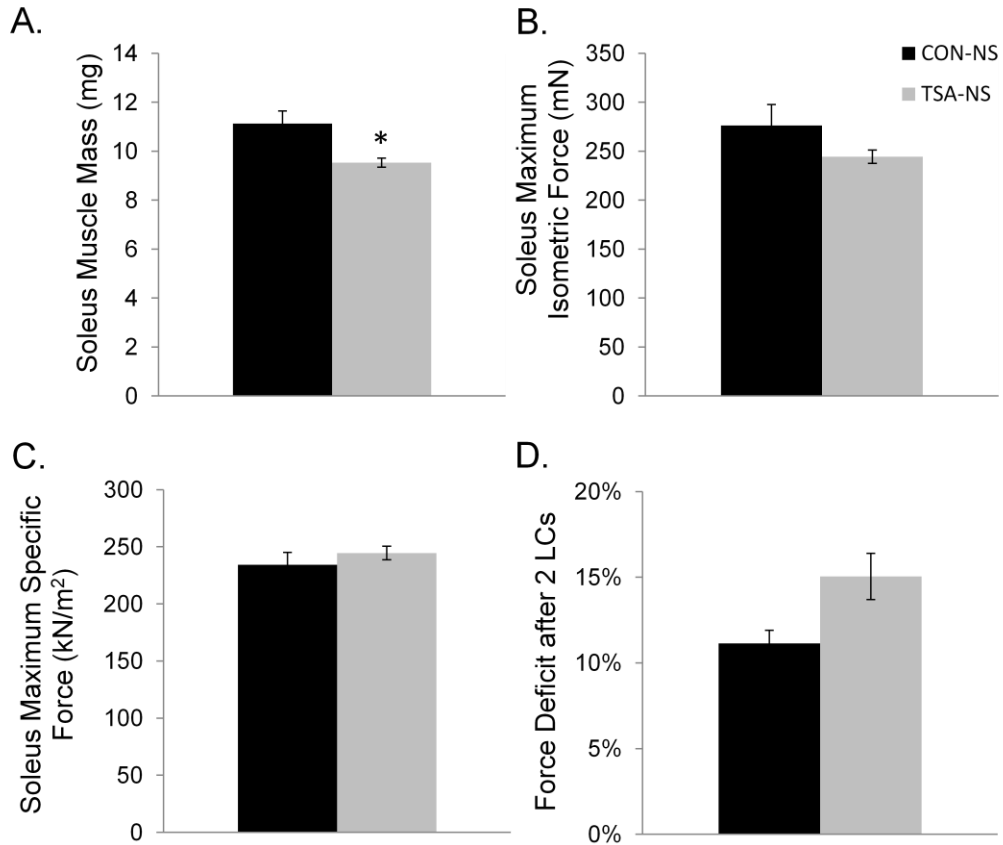 A.
Soleus Muscle Mass (mg)
14
12
10
8
6
4
2
0
*
B.
Soleus Maximum
Isometric Force (mN)
350
300
250
200
150
100
50
0
CON-NS
TSA-NS
C.
Soleus Maximum Specific
Force (kN/m²)
300
250
200
150
100
50
0
D.
Force Deficit after 2 LCs
20%
15%
10%
5%
0%